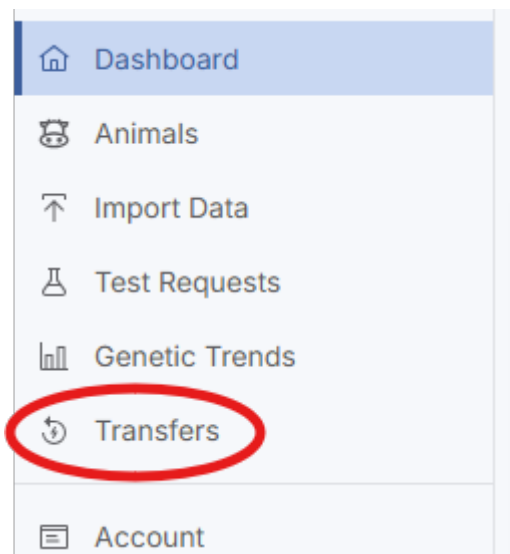 Dashboard
Animals
Import Data
Test Requests
Genetic Trends
Transfers
Account